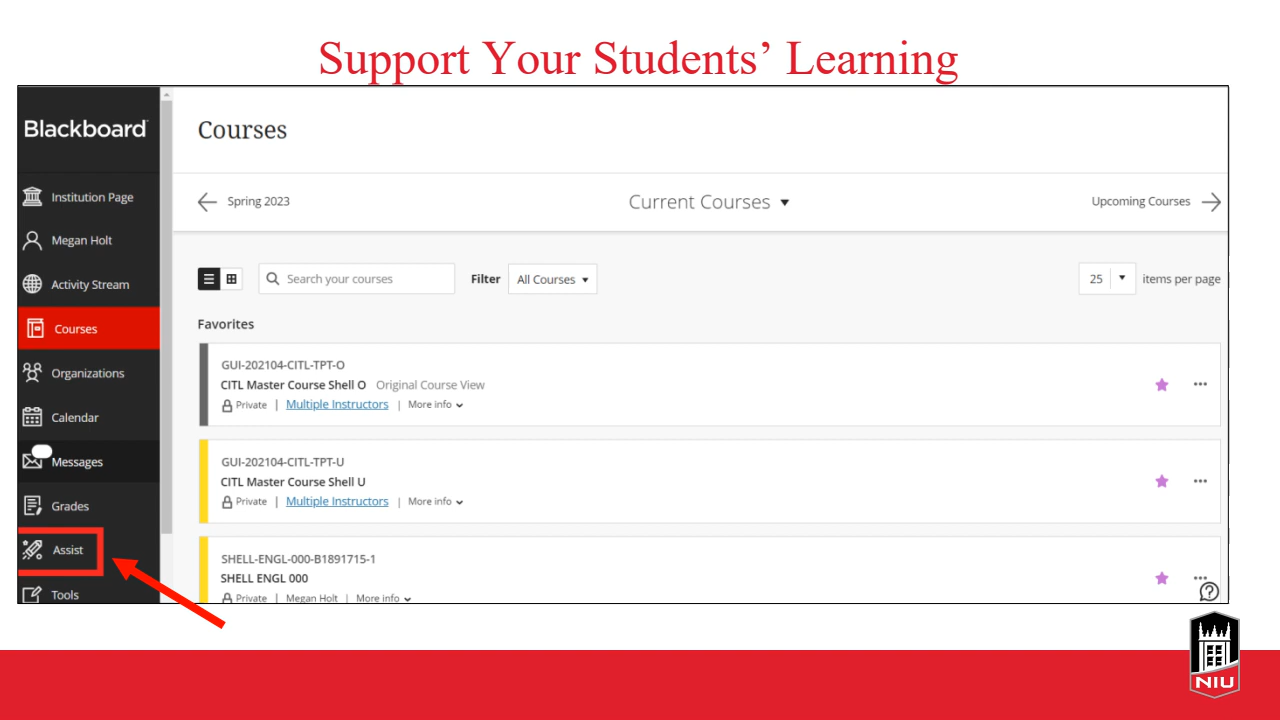 Support Your Students’ Learning
Blackboard
Institution Page
Megan Holt
Activity Stream
Courses
Organizations
Calendar
Messages
Grades
Assist
Tools
Courses
Spring 2023 Current Courses Upcoming Courses
Search your courses Filter All Courses 25 items per page
Favorites
GUI-202104-CITL-TPT-O
CITL Master Course Shell O Original Course View
Private | Multiple Instructors | More info
GUI-202104-CITL-TPT-U
CITL Master Course Shell U
Private | Multiple Instructors | More info
SHELL-ENGL-000-B1891715-1
SHELL ENGL 000
Private | Megan Holt | More info
NIU